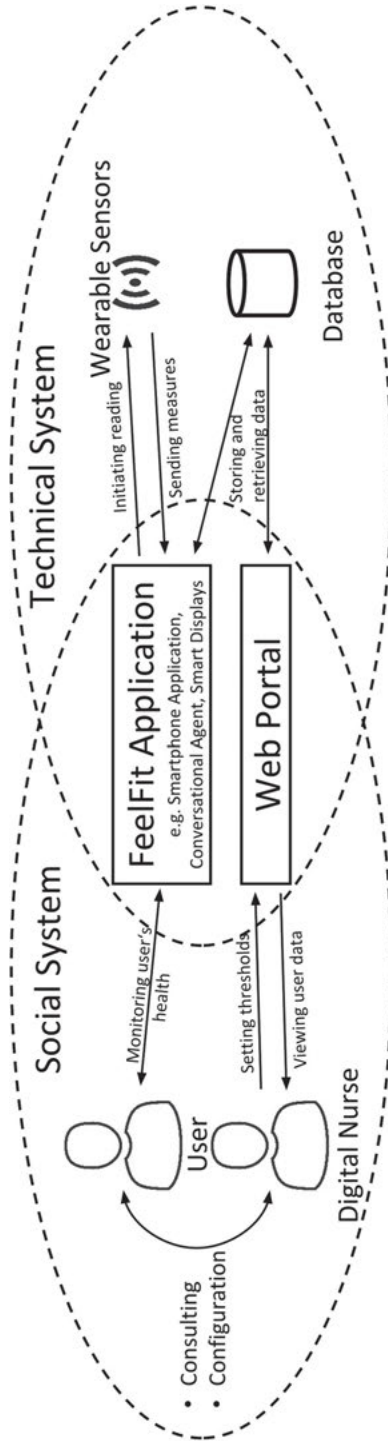 Social System
Technical System
• Consulting
• Configuration
User
Digital Nurse
Monitoring user's
health
Setting thresholds
Viewing user data
FeelFit Application
e.g. Smartphone Application,
Conversational Agent, Smart Displays
Web Portal
Initiating reading
Sending measures
Storing and
retrieving data
Wearable Sensors
Database